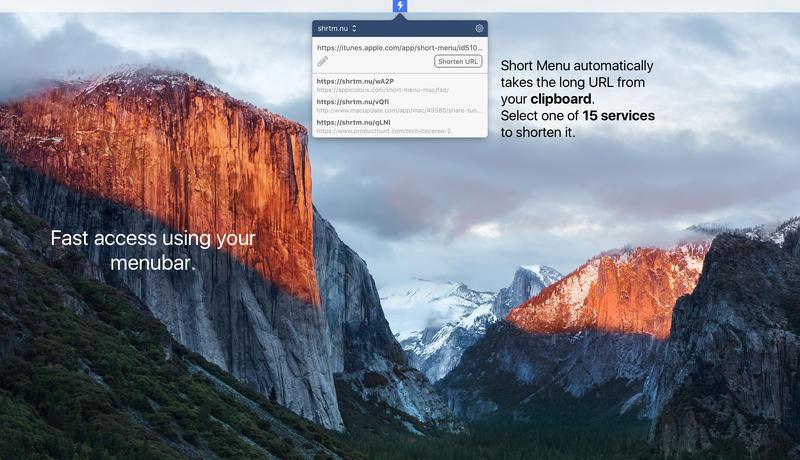 shrtm.nu
https://itunes.apple.com/app/short-menu/id510...
Shorten URL
https://shrtm.nu/wA2P
https://appiculous.com/short-menu-mac/faq/
https://shrtm.nu/vQfl
http://www.macupdate.com/app/mac/49580/share-tun...
https://shrtm.nu/qLNI
https://www.producthunt.com/tech/ceceree-2
Short Menu automatically
takes the long URL from
your clipboard.
Select one of 15 services
to shorten it.
Fast access using your
menubar.